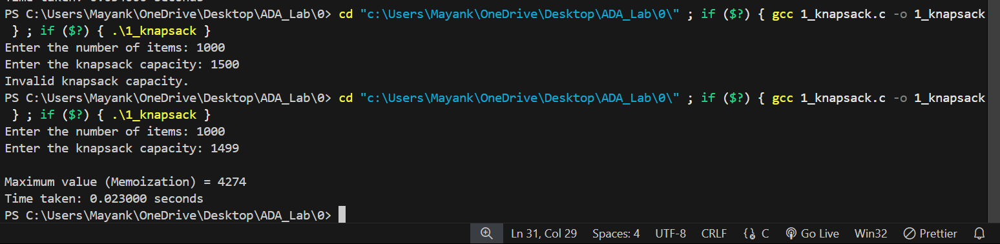 Time taken: 0.054000 seconds
PS C:\Users\Mayank\OneDrive\Desktop\ADA_Lab\0> cd "c:\Users\Mayank\OneDrive\Desktop\ADA_Lab\0\" ; if ($?) { gcc 1_knapsack.c -o 1_knapsack
 } ; if ($?) { .\1_knapsack }
Enter the number of items: 1000
Enter the knapsack capacity: 1500
Invalid knapsack capacity.
PS C:\Users\Mayank\OneDrive\Desktop\ADA_Lab\0> cd "c:\Users\Mayank\OneDrive\Desktop\ADA_Lab\0\" ; if ($?) { gcc 1_knapsack.c -o 1_knapsack
 } ; if ($?) { .\1_knapsack }
Enter the number of items: 1000
Enter the knapsack capacity: 1499
Maximum value (Memoization) = 4274
Time taken: 0.023000 seconds
PS C:\Users\Mayank\OneDrive\Desktop\ADA_Lab\0>
Ln 31, Col 29 Spaces: 4 UTF-8 CRLF C Go Live Win32 Prettier